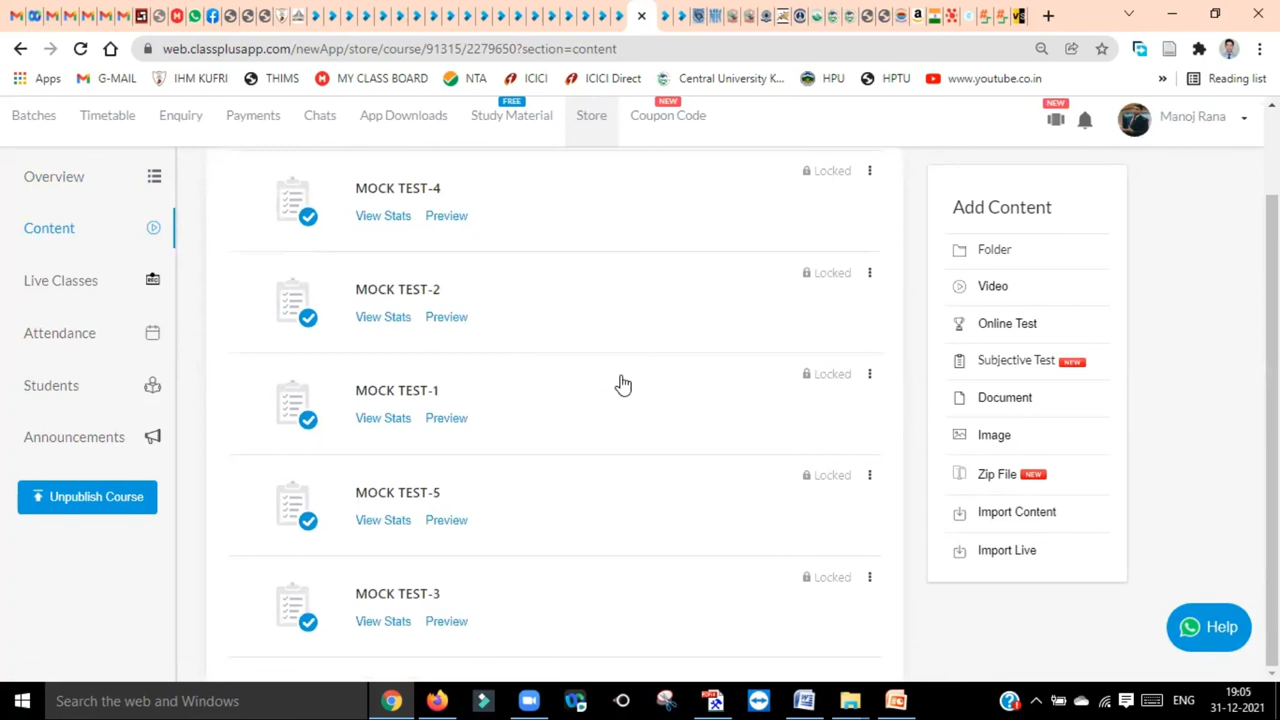 web.classplusapp.com/newApp/store/course/91315/2279650?section=content
Apps G-MAIL IHM KUFRI THIMS MY CLASS BOARD NTA ICICI ICICI Direct Central University K... HPU HPTU www.youtube.co.in » Reading list
FREE NEW NEW
Batches Timetable Enquiry Payments Chats App Downloads Study Material Store Coupon Code Manoj Rana
Overview
Content
Live Classes
Attendance
Students
Announcements
Unpublish Course
Locked
MOCK TEST-4
View Stats Preview
Locked
MOCK TEST-2
View Stats Preview
Locked
MOCK TEST-1
View Stats Preview
Locked
MOCK TEST-5
View Stats Preview
Locked
MOCK TEST-3
View Stats Preview
Add Content
Folder
Video
Online Test
Subjective Test NEW
Document
Image
Zip File NEW
Import Content
Import Live
Help
Search the web and Windows
ENG
19:05
31-12-2021